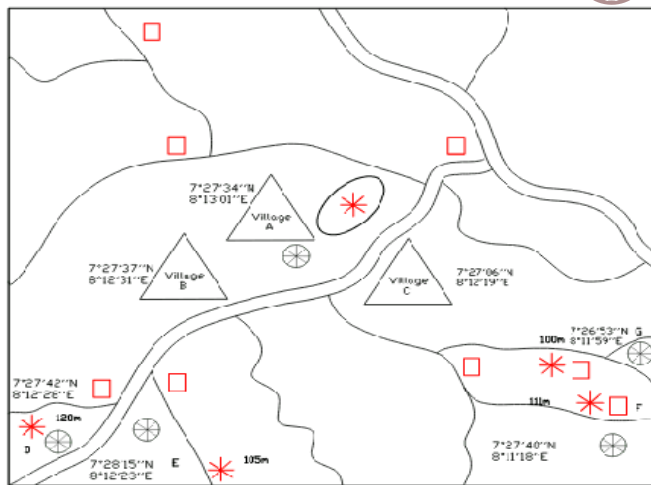 7°27'34''N
8°13'01''E
Village
A
7°27'37''N
8°12'31''E
Village
B
Village
C
7°27'06''N
8°12'19''E
7°26'53''N G
8°11'59''E
100m
111m
F
7°27'42''N
8°12'28''E
120m
D
7°28'15''N
8°12'23''E
E
105m
7°27'40''N
8°11'18''E